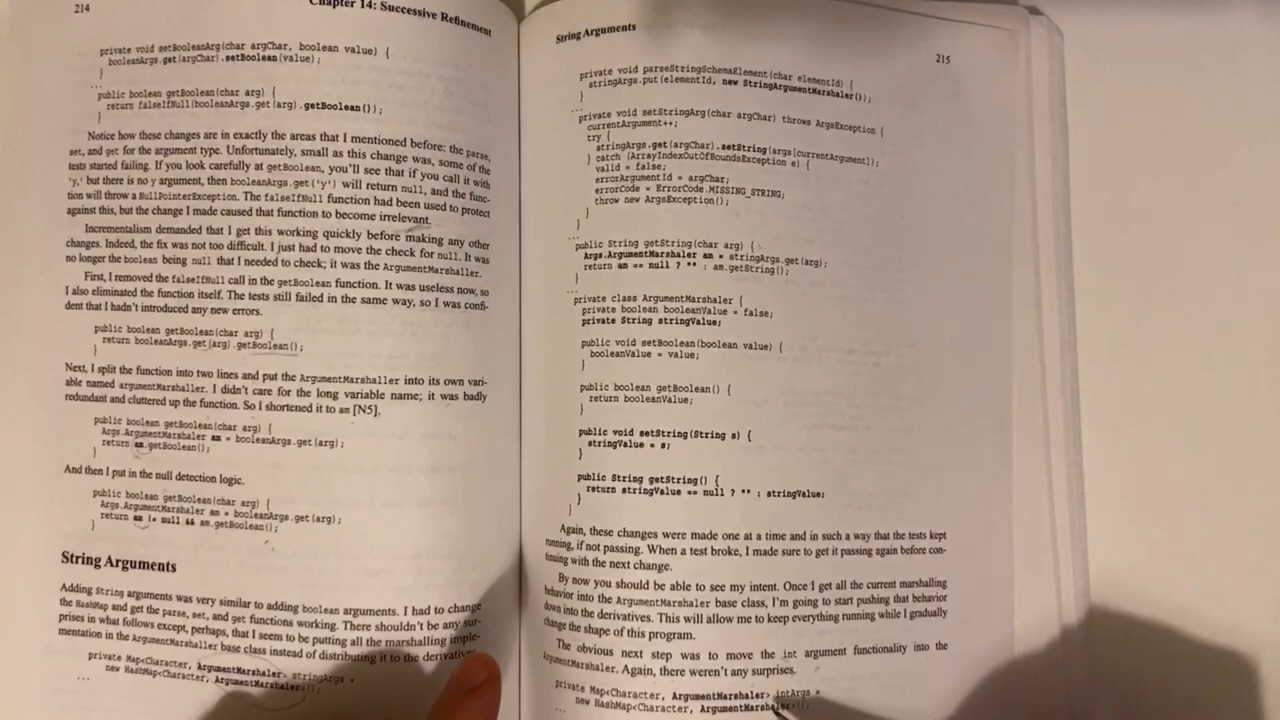 214
Chapter 14: Successive Refinement
private void setBooleanArg(char argChar, boolean value) {
booleanArgs.get(argChar).setBoolean(value);
}
...
public boolean getBoolean(char arg) {
return falseIfNull(booleanArgs.get(arg).getBoolean());
}
Notice how these changes are in exactly the areas that I mentioned before: the parse,
set, and get for the argument type. Unfortunately, small as this change was, some of the
tests started failing. If you look carefully at getBoolean, you'll see that if you call it with
'y,' but there is no y argument, then booleanArgs.get('y') will return null, and the func-
tion will throw a NullPointerException. The falseIfNull function had been used to protect
against this, but the change I made caused that function to become irrelevant.
Incrementalism demanded that I get this working quickly before making any other
changes. Indeed, the fix was not too difficult. I just had to move the check for null. It was
no longer the boolean being null that I needed to check; it was the ArgumentMarshaller.
First, I removed the falseIfNull call in the getBoolean function. It was useless now, so
I also eliminated the function itself. The tests still failed in the same way, so I was confi-
dent that I hadn't introduced any new errors.
public boolean getBoolean(char arg) {
return booleanArgs.get(arg).getBoolean();
}
Next, I split the function into two lines and put the ArgumentMarshaller into its own vari-
able named argumentMarshaller. I didn't care for the long variable name; it was badly
redundant and cluttered up the function. So I shortened it to am [N5].
public boolean getBoolean(char arg) {
Args.ArgumentMarshaler am = booleanArgs.get(arg);
return am.getBoolean();
}
And then I put in the null detection logic.
public boolean getBoolean(char arg) {
Args.ArgumentMarshaler am = booleanArgs.get(arg);
return am != null && am.getBoolean();
}
String Arguments
Adding String arguments was very similar to adding boolean arguments. I had to change
the HashMap and get the parse, set, and get functions working. There shouldn't be any sur-
prises in what follows except, perhaps, that I seem to be putting all the marshalling imple-
mentation in the ArgumentMarshaller base class instead of distributing it to the derivatives.
private Map<Character, ArgumentMarshaler> stringArgs =
new HashMap<Character, ArgumentMarshaler>();
...
String Arguments
215
private void parseStringSchemaElement(char elementId) {
stringArgs.put(elementId, new StringArgumentMarshaler());
}
...
private void setStringArg(char argChar) throws ArgsException {
currentArgument++;
try {
stringArgs.get(argChar).setString(args[currentArgument]);
} catch (ArrayIndexOutOfBoundsException e) {
valid = false;
errorArgumentId = argChar;
errorCode = ErrorCode.MISSING_STRING;
throw new ArgsException();
}
}
...
public String getString(char arg) {
Args.ArgumentMarshaler am = stringArgs.get(arg);
return am == null ? "" : am.getString();
}
...
private class ArgumentMarshaler {
private boolean booleanValue = false;
private String stringValue;
public void setBoolean(boolean value) {
booleanValue = value;
}
public boolean getBoolean() {
return booleanValue;
}
public void setString(String s) {
stringValue = s;
}
public String getString() {
return stringValue == null ? "" : stringValue;
}
}
Again, these changes were made one at a time and in such a way that the tests kept
running, if not passing. When a test broke, I made sure to get it passing again before con-
tinuing with the next change.
By now you should be able to see my intent. Once I get all the current marshalling
behavior into the ArgumentMarshaler base class, I'm going to start pushing that behavior
down into the derivatives. This will allow me to keep everything running while I gradually
change the shape of this program.
The obvious next step was to move the int argument functionality into the
ArgumentMarshaler. Again, there weren't any surprises.
private Map<Character, ArgumentMarshaler> intArgs =
new HashMap<Character, ArgumentMarshaler>();
...